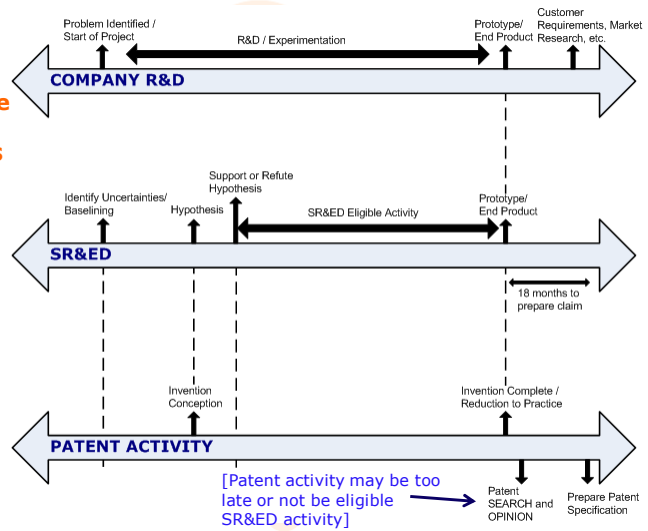 Problem Identified /
Start of Project
R&D / Experimentation
Prototype/
End Product
Customer
Requirements, Market
Research, etc.
COMPANY R&D
e
s
Identify Uncertainties/
Baselining
Hypothesis
Support or Refute
Hypothesis
SR&ED Eligible Activity
Prototype/
End Product
SR&ED
18 months to
prepare claim
Invention
Conception
Invention Complete /
Reduction to Practice
PATENT ACTIVITY
[Patent activity may be too
late or not be eligible
SR&ED activity]
Patent
SEARCH and
OPINION
Prepare Patent
Specification